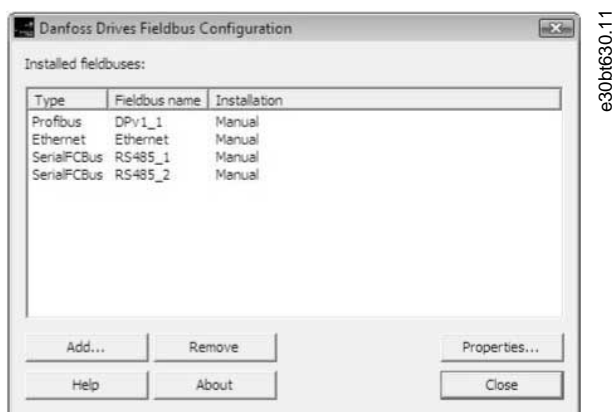 Danfoss Drives Fieldbus Configuration
Installed fieldbuses:
Type Fieldbus name Installation
Profibus DPv1_1 Manual
Ethernet Ethernet Manual
SerialFCBus RS485_1 Manual
SerialFCBus RS485_2 Manual
Add... Remove Properties...
Help About Close
e30bt630.11